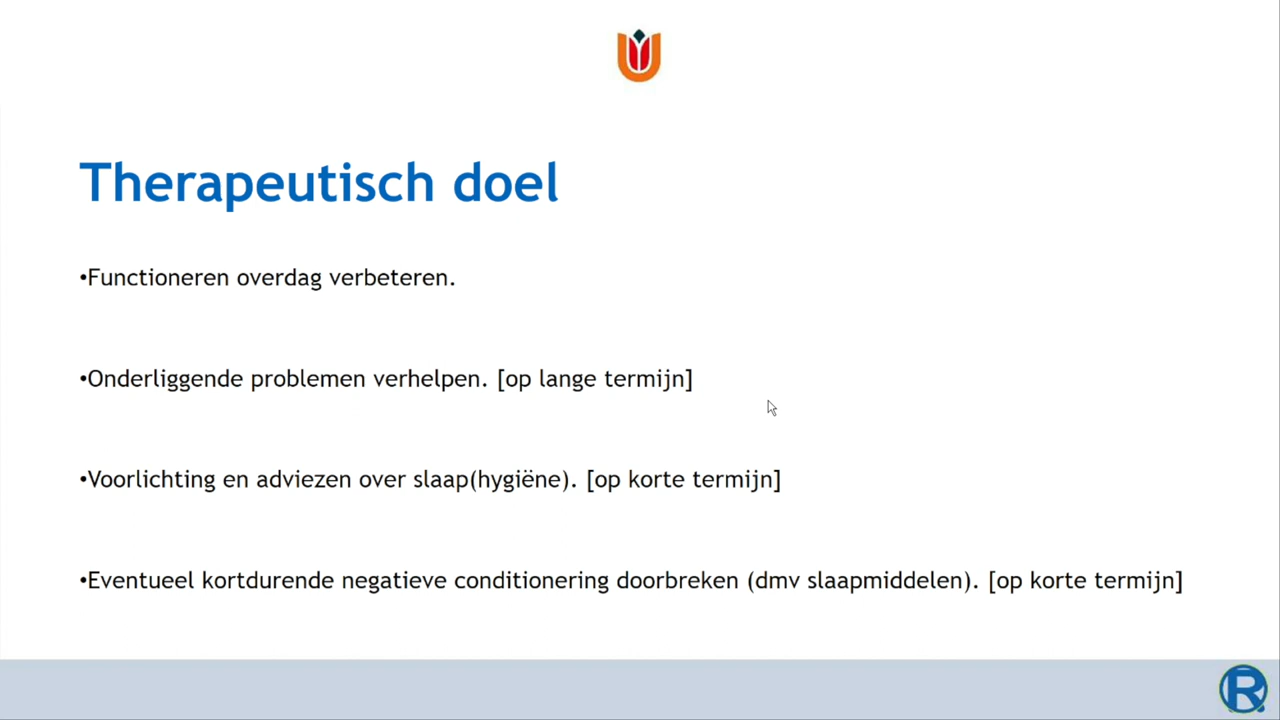 Therapeutisch doel
•Functioneren overdag verbeteren.
•Onderliggende problemen verhelpen. [op lange termijn]
•Voorlichting en adviezen over slaap(hygiëne). [op korte termijn]
•Eventueel kortdurende negatieve conditionering doorbreken (dmv slaapmiddelen). [op korte termijn]
R